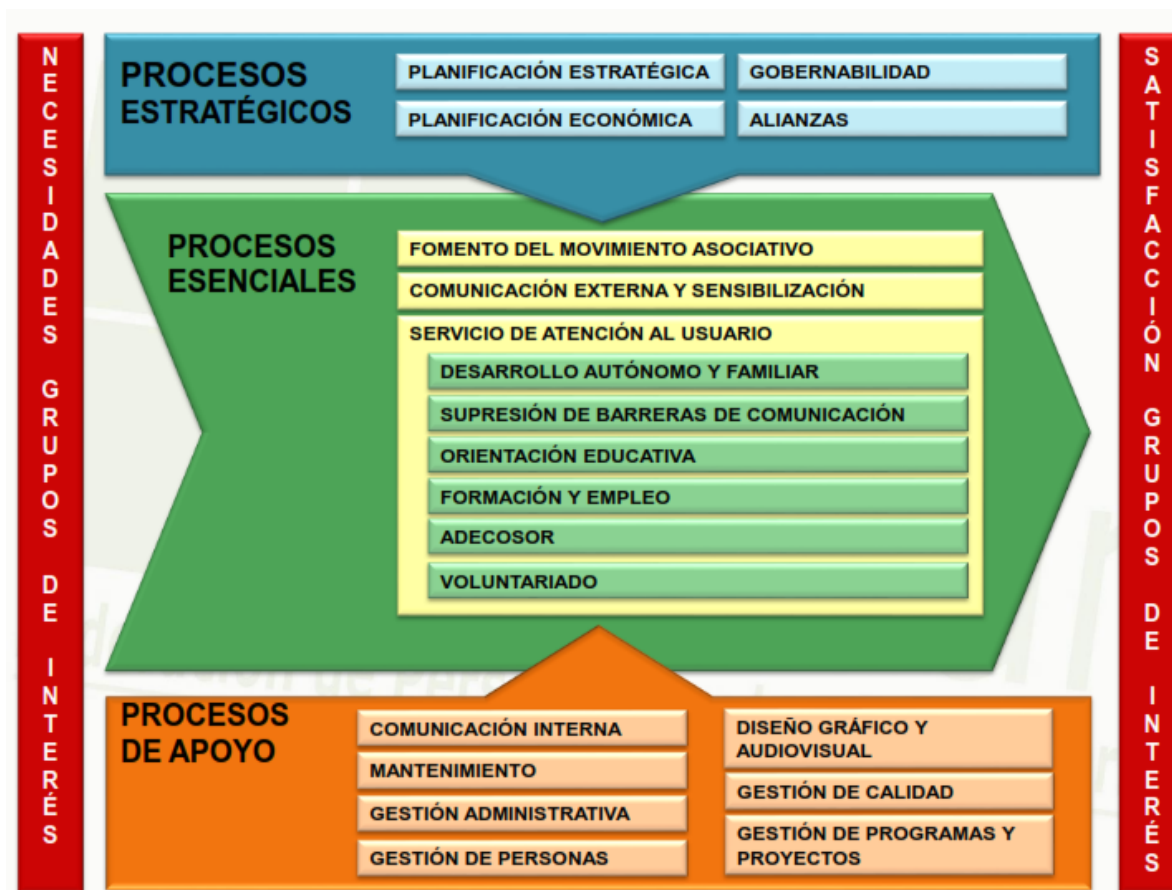 NECESIDADES GRUPOS DE INTERÉS
PROCESOS
ESTRATÉGICOS
PLANIFICACIÓN ESTRATÉGICA
GOBERNABILIDAD
PLANIFICACIÓN ECONÓMICA
ALIANZAS
PROCESOS
ESENCIALES
FOMENTO DEL MOVIMIENTO ASOCIATIVO
COMUNICACIÓN EXTERNA Y SENSIBILIZACIÓN
SERVICIO DE ATENCIÓN AL USUARIO
DESARROLLO AUTÓNOMO Y FAMILIAR
SUPRESIÓN DE BARRERAS DE COMUNICACIÓN
ORIENTACIÓN EDUCATIVA
FORMACIÓN Y EMPLEO
ADECOSOR
VOLUNTARIADO
PROCESOS
DE APOYO
COMUNICACIÓN INTERNA
MANTENIMIENTO
GESTIÓN ADMINISTRATIVA
GESTIÓN DE PERSONAS
DISEÑO GRÁFICO Y
AUDIOVISUAL
GESTIÓN DE CALIDAD
GESTIÓN DE PROGRAMAS Y
PROYECTOS
SATISFACCIÓN GRUPOS DE INTERÉS